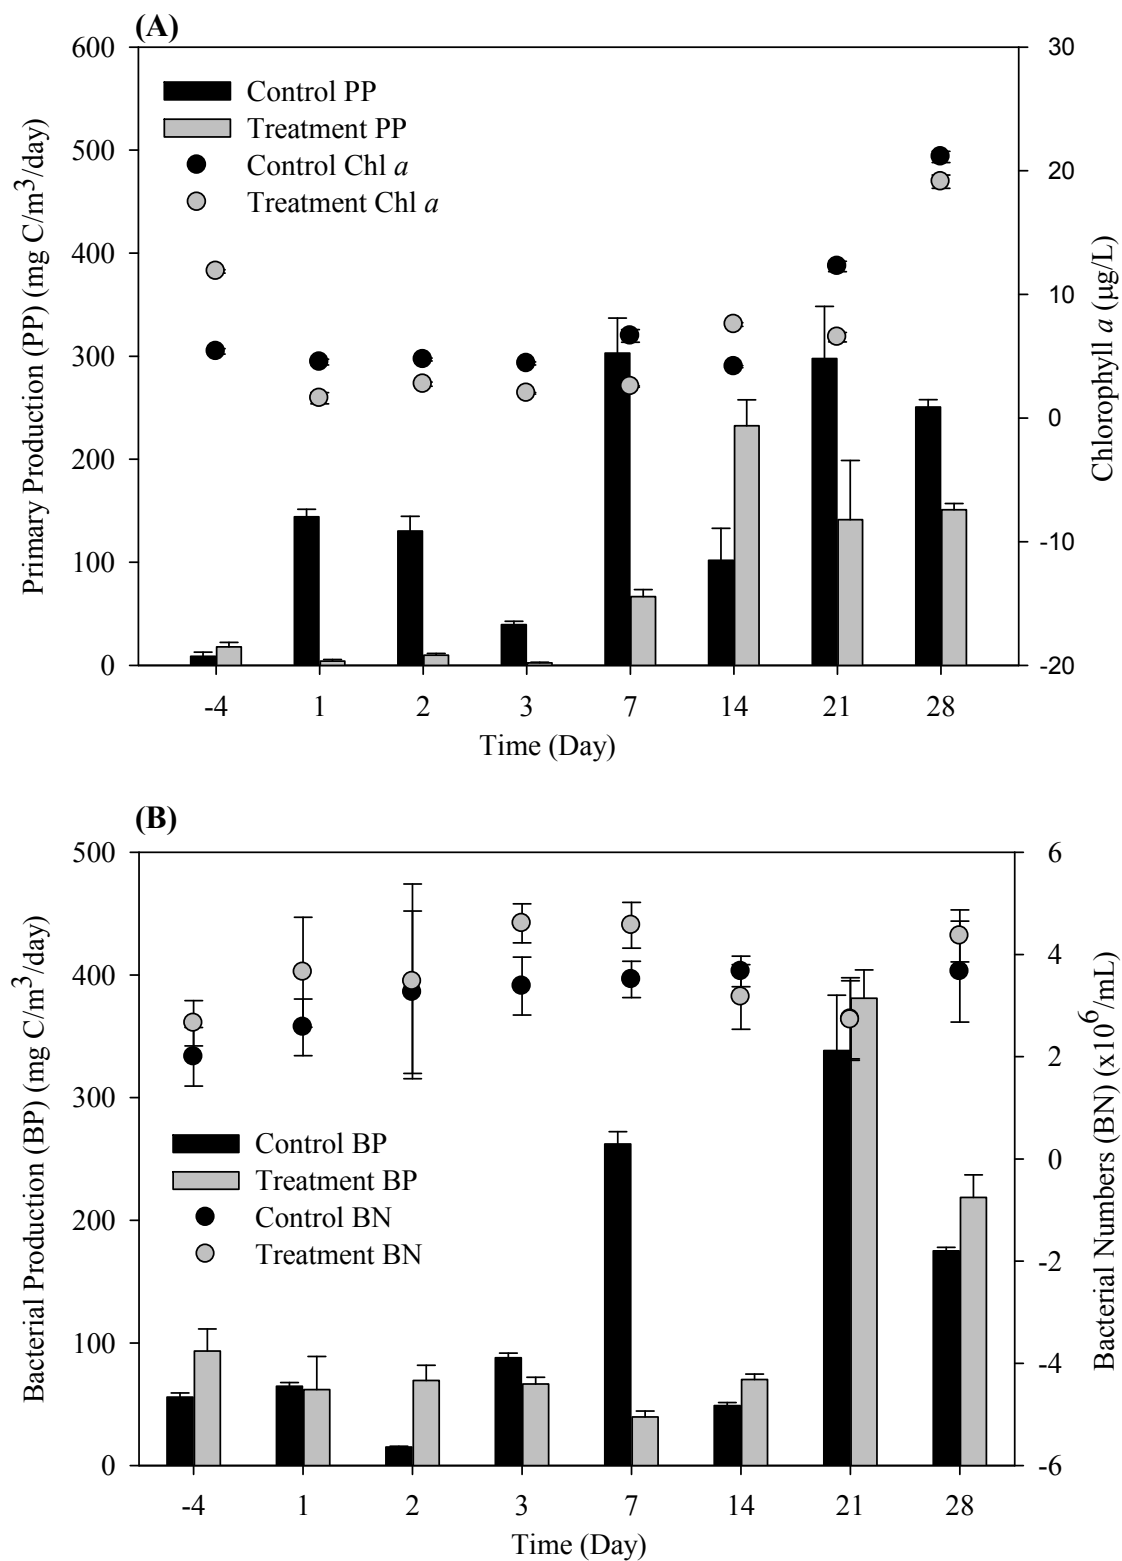 (A)
600
500
400
300
200
100
0
Primary Production (PP) (mg C/m³/day)
Control PP
Treatment PP
Control Chl a
Treatment Chl a
30
20
10
0
-10
-20
Chlorophyll a (µg/L)
-4 1 2 3 7 14 21 28
Time (Day)
(B)
500
400
300
200
100
0
Bacterial Production (BP) (mg C/m³/day)
Control BP
Treatment BP
Control BN
Treatment BN
6
4
2
0
-2
-4
-6
Bacterial Numbers (BN) (x10⁶/mL)
-4 1 2 3 7 14 21 28
Time (Day)